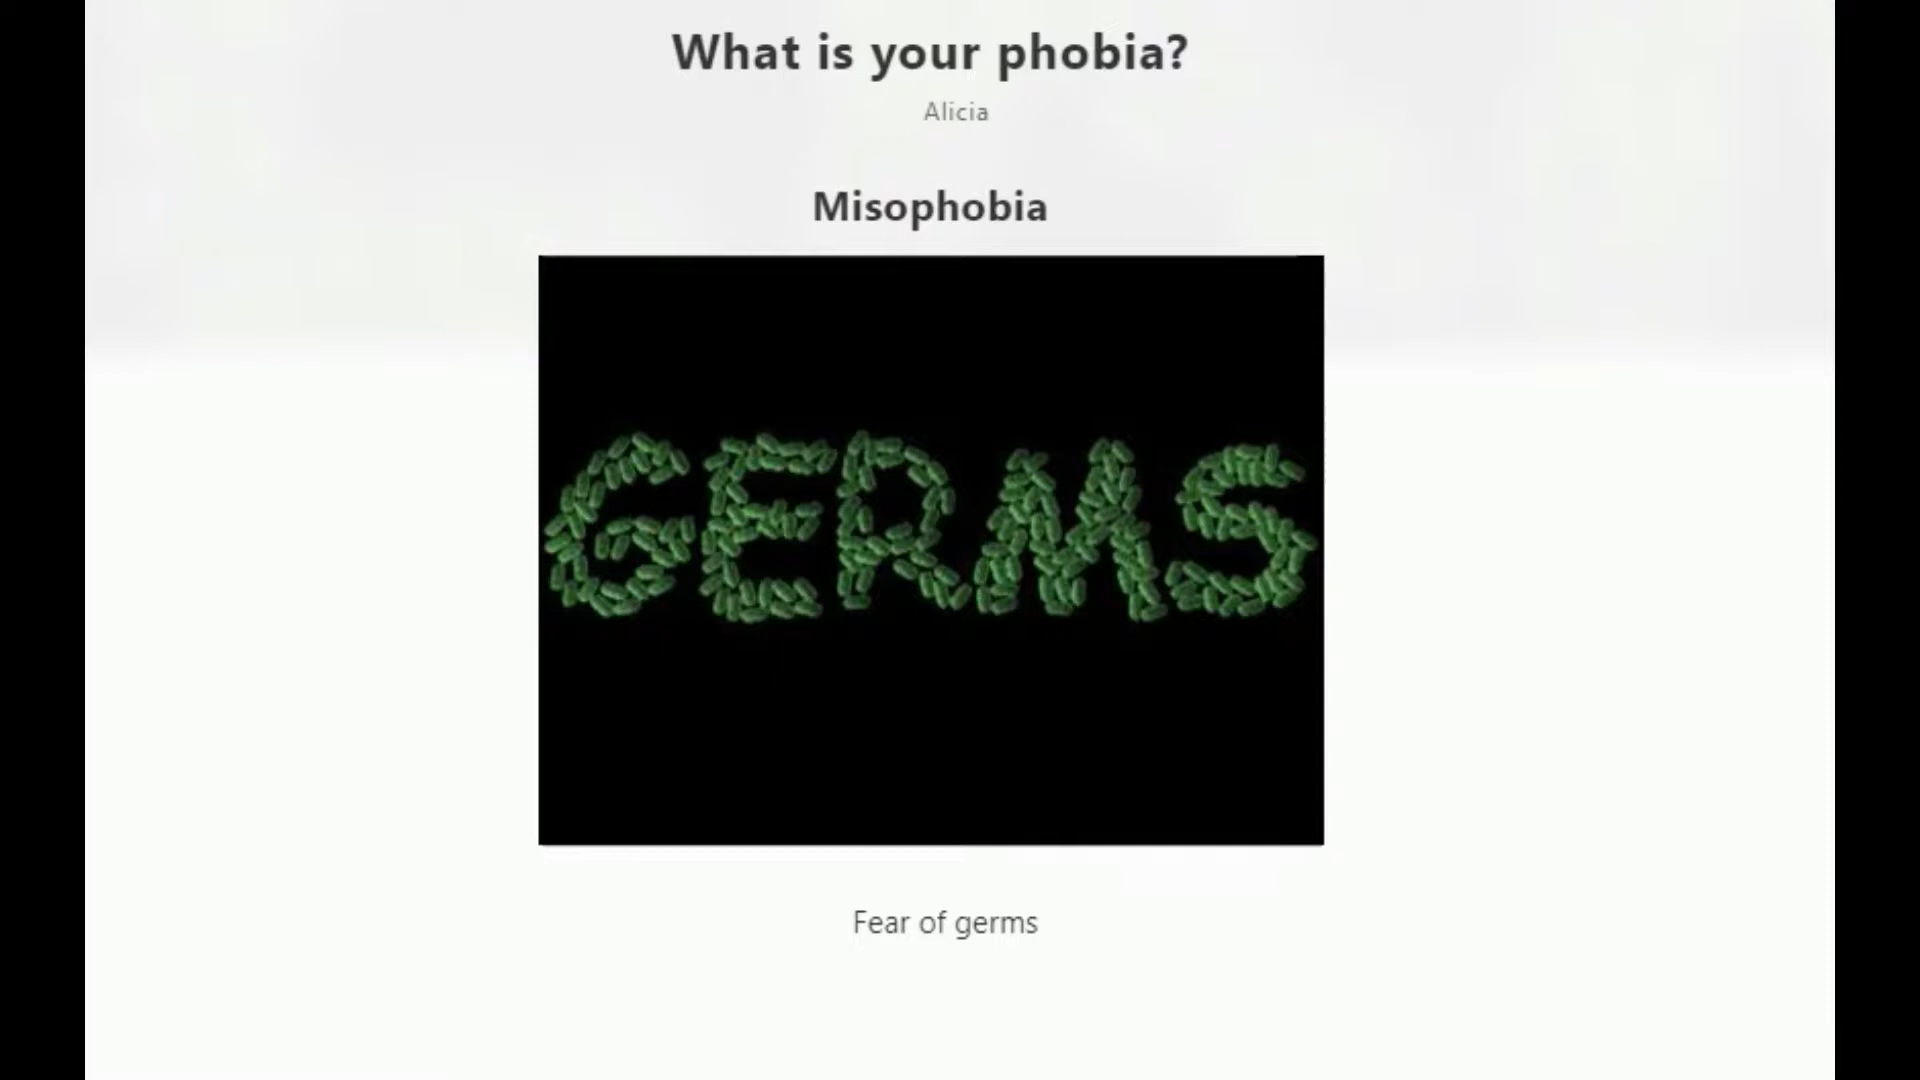 What is your phobia?
Alicia
Misophobia
GERMS
Fear of germs